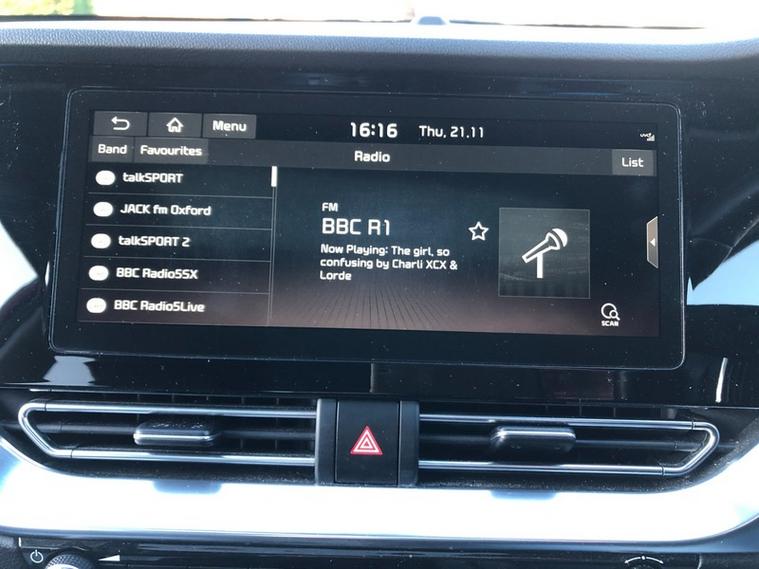 Menu
16:16
Thu, 21.11
Band
Favourites
Radio
List
talkSPORT
JACK fm Oxford
talkSPORT 2
BBC Radio5SX
BBC Radio5Live
FM
BBC R1
Now Playing: The girl, so
confusing by Charli XCX &
Lorde
SCAN